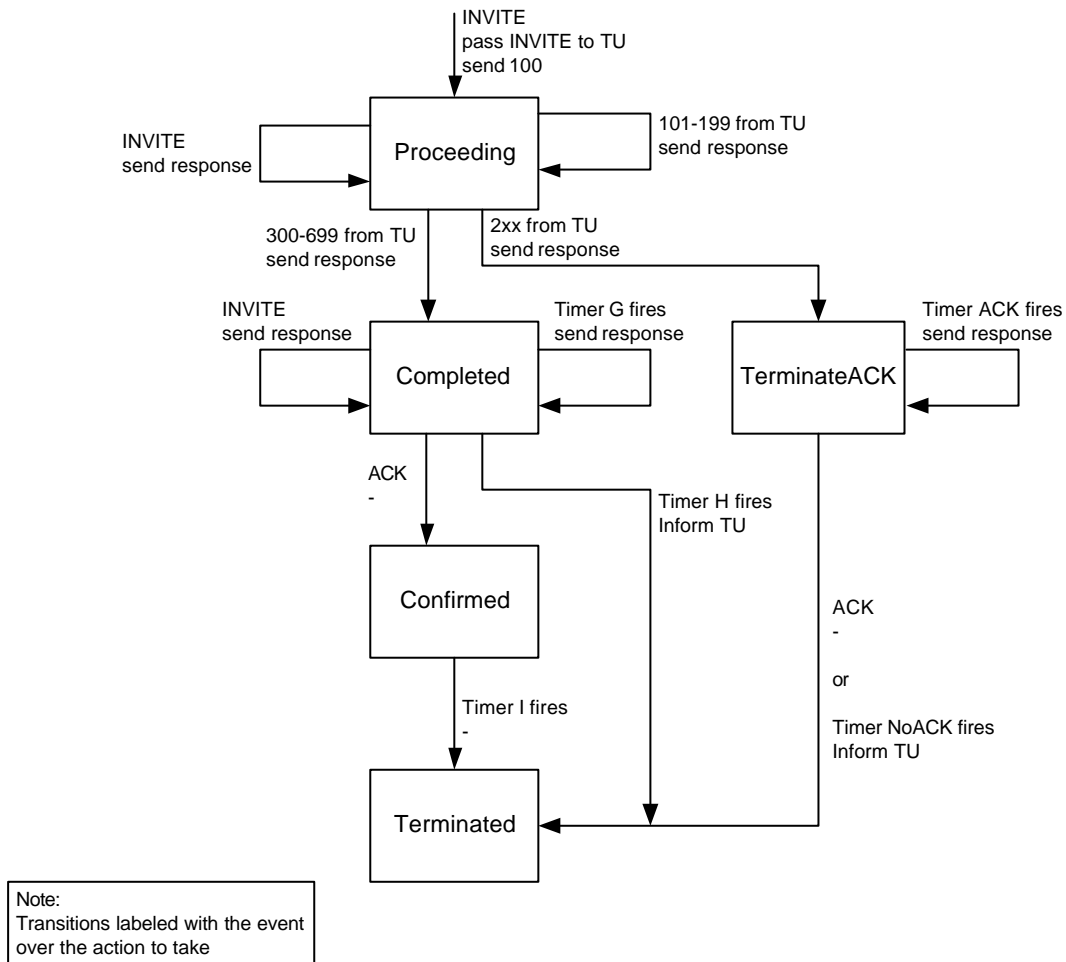 INVITE
pass INVITE to TU
send 100
INVITE
send response
Proceeding
101-199 from TU
send response
300-699 from TU
send response
2xx from TU
send response
INVITE
send response
Timer G fires
send response
Timer ACK fires
send response
Completed
TerminateACK
ACK
-
Timer H fires
Inform TU
Confirmed
ACK
-
or
Timer NoACK fires
Inform TU
Timer I fires
-
Terminated
Note:
Transitions labeled with the event
over the action to take